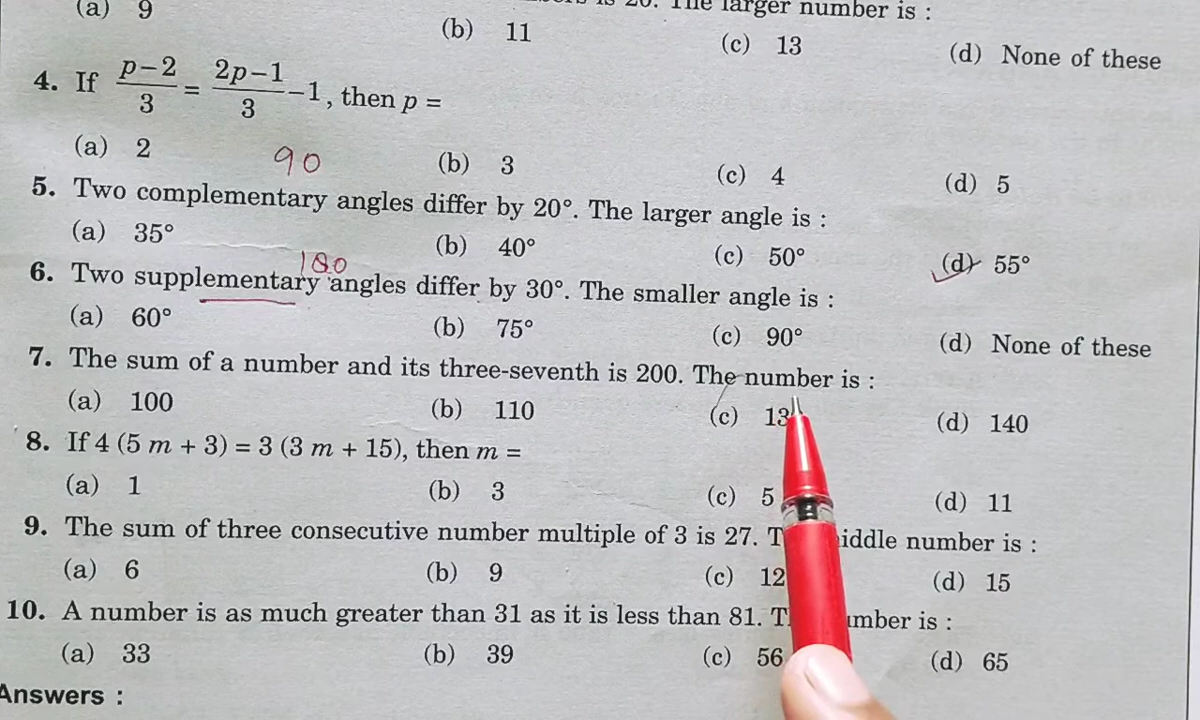 (a) 9
is 20. The larger number is :
(b) 11
(c) 13
(d) None of these
4. If p−2/3 = 2p−1/3 −1, then p =
(a) 2
(b) 3
(c) 4
(d) 5
90
5. Two complementary angles differ by 20°. The larger angle is :
(a) 35°
(b) 40°
(c) 50°
(d) 55°
180
6. Two supplementary angles differ by 30°. The smaller angle is :
(a) 60°
(b) 75°
(c) 90°
(d) None of these
7. The sum of a number and its three-seventh is 200. The number is :
(a) 100
(b) 110
(c) 13
(d) 140
8. If 4 (5 m + 3) = 3 (3 m + 15), then m =
(a) 1
(b) 3
(c) 5
(d) 11
9. The sum of three consecutive number multiple of 3 is 27. T iddle number is :
(a) 6
(b) 9
(c) 12
(d) 15
10. A number is as much greater than 31 as it is less than 81. T mber is :
(a) 33
(b) 39
(c) 56
(d) 65
Answers :